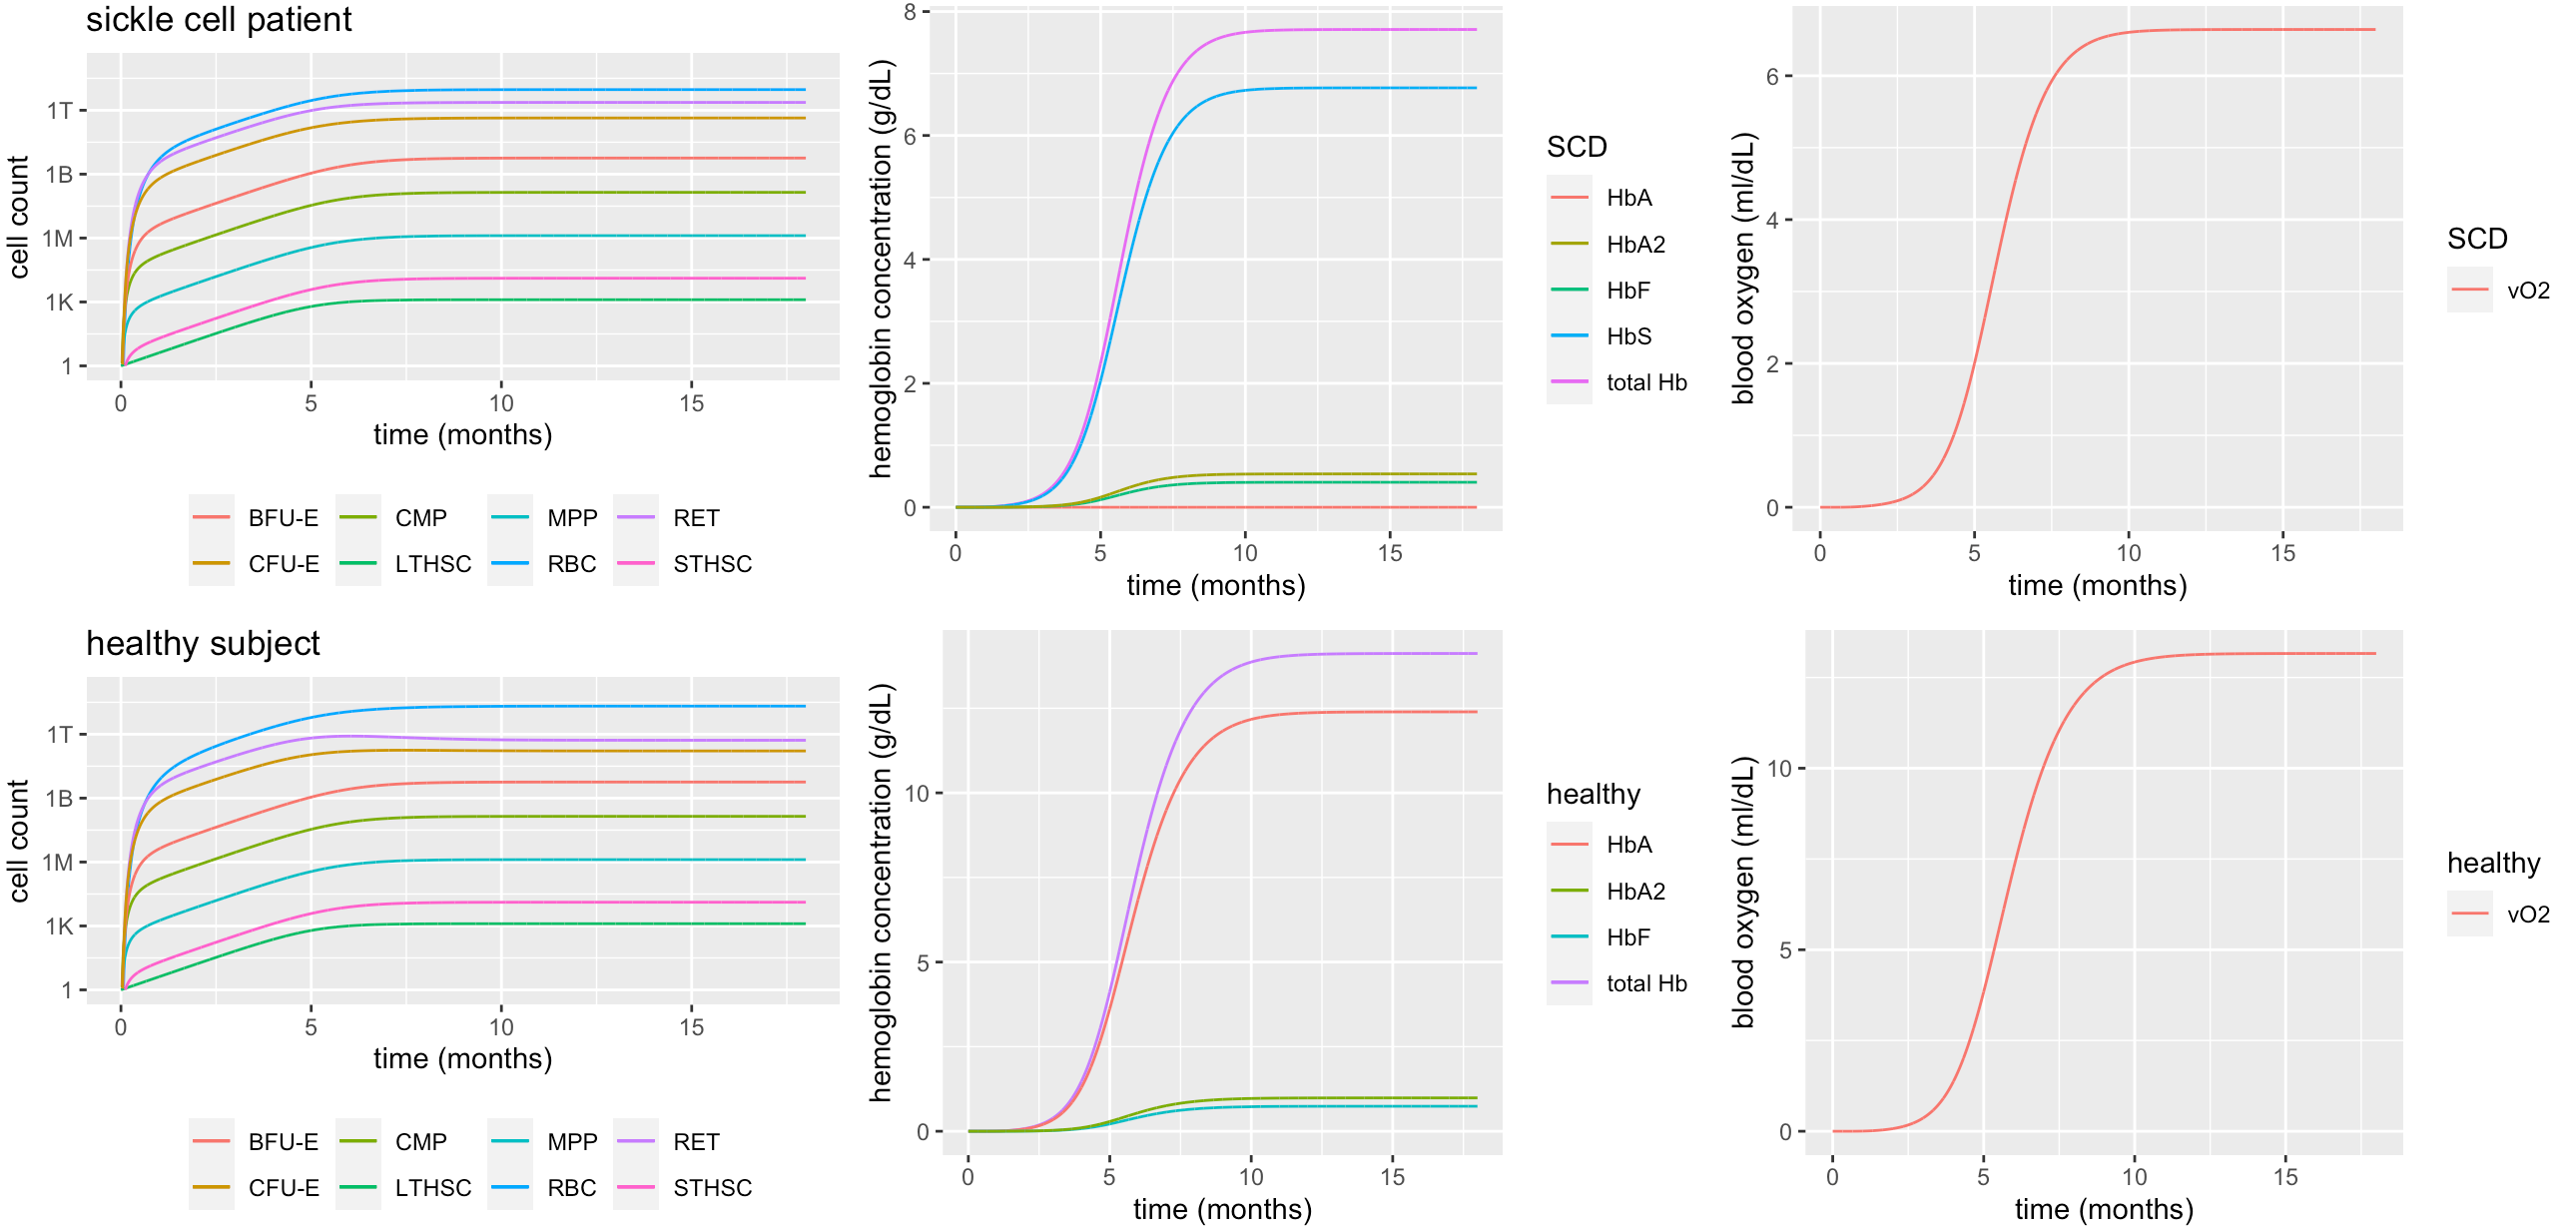 sickle cell patient
cell count
1T
1B
1M
1K
1
0 5 10 15
time (months)
BFU-E CMP MPP RET
CFU-E LTHSC RBC STHSC
hemoglobin concentration (g/dL)
8
6
4
2
0
0 5 10 15
time (months)
SCD
HbA
HbA2
HbF
HbS
total Hb
blood oxygen (ml/dL)
6
4
2
0
0 5 10 15
time (months)
SCD
vO2
healthy subject
cell count
1T
1B
1M
1K
1
0 5 10 15
time (months)
BFU-E CMP MPP RET
CFU-E LTHSC RBC STHSC
hemoglobin concentration (g/dL)
10
5
0
0 5 10 15
time (months)
healthy
HbA
HbA2
HbF
total Hb
blood oxygen (ml/dL)
10
5
0
0 5 10 15
time (months)
healthy
vO2